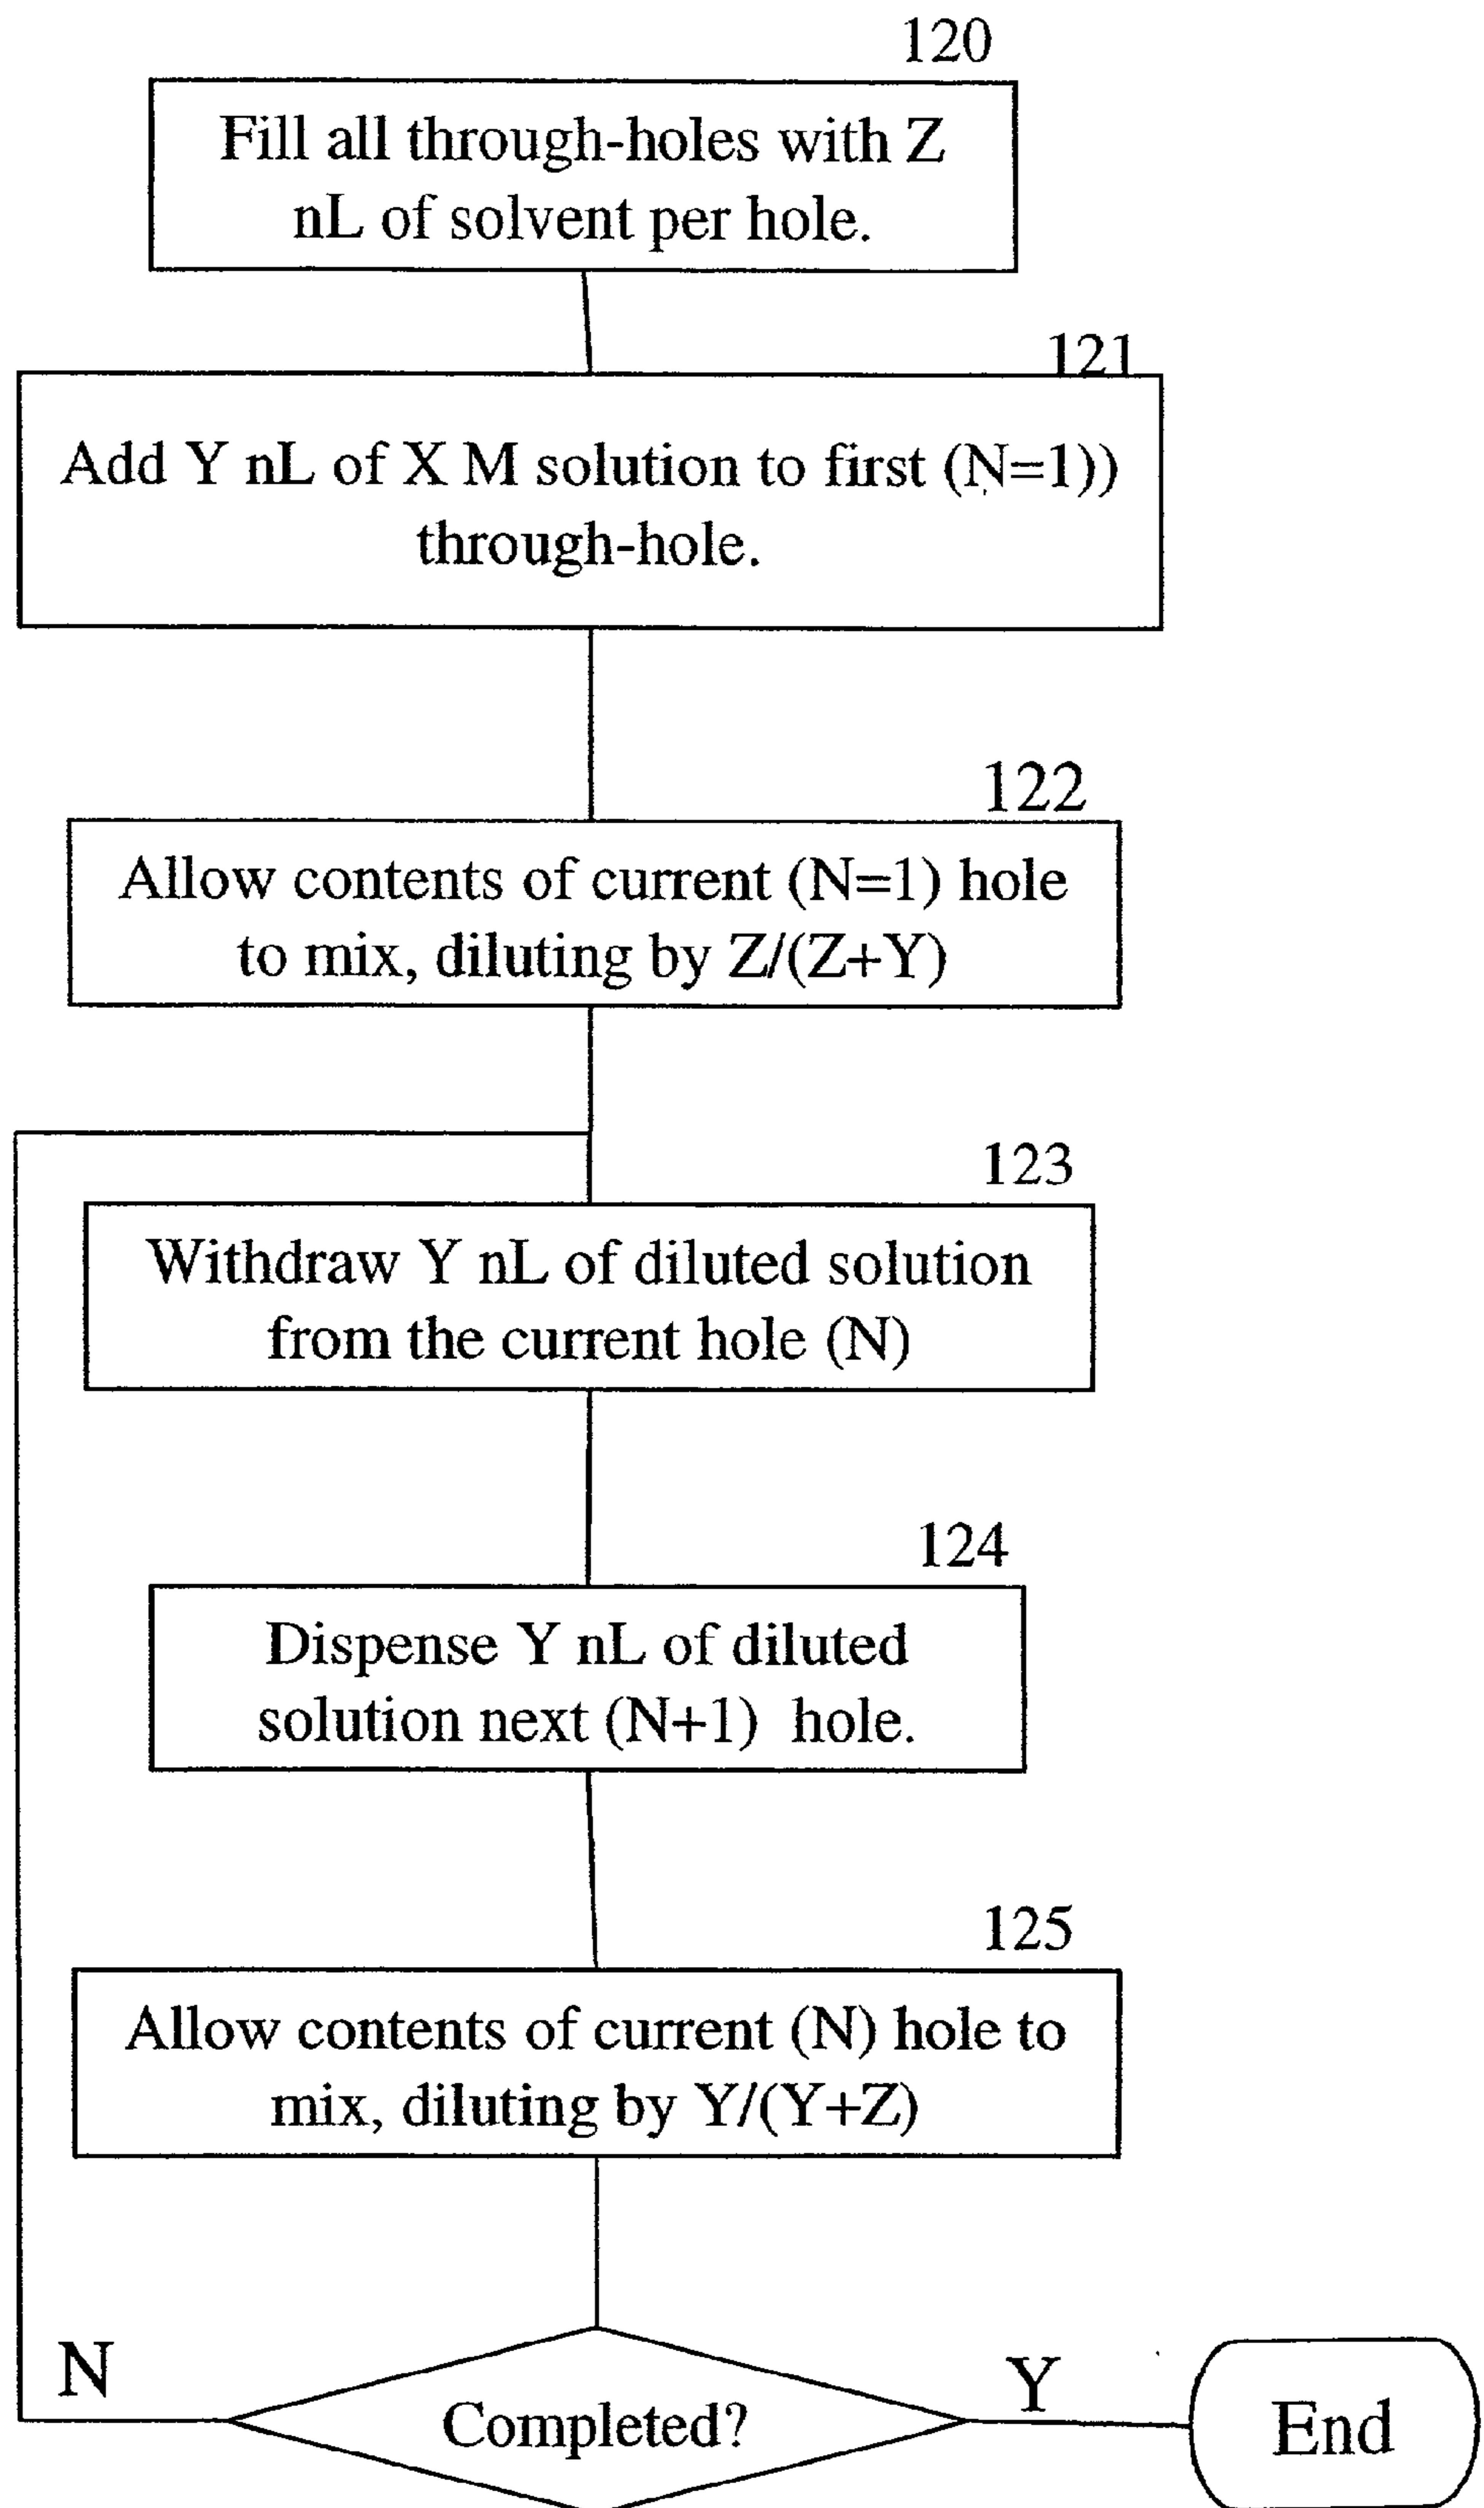 120
Fill all through-holes with Z
nL of solvent per hole.
121
Add Y nL of X M solution to first (N=1))
through-hole.
122
Allow contents of current (N=1) hole
to mix, diluting by Z/(Z+Y)
123
Withdraw Y nL of diluted solution
from the current hole (N)
124
Dispense Y nL of diluted
solution next (N+1) hole.
125
Allow contents of current (N) hole to
mix, diluting by Y/(Y+Z)
N
Completed?
Y
End